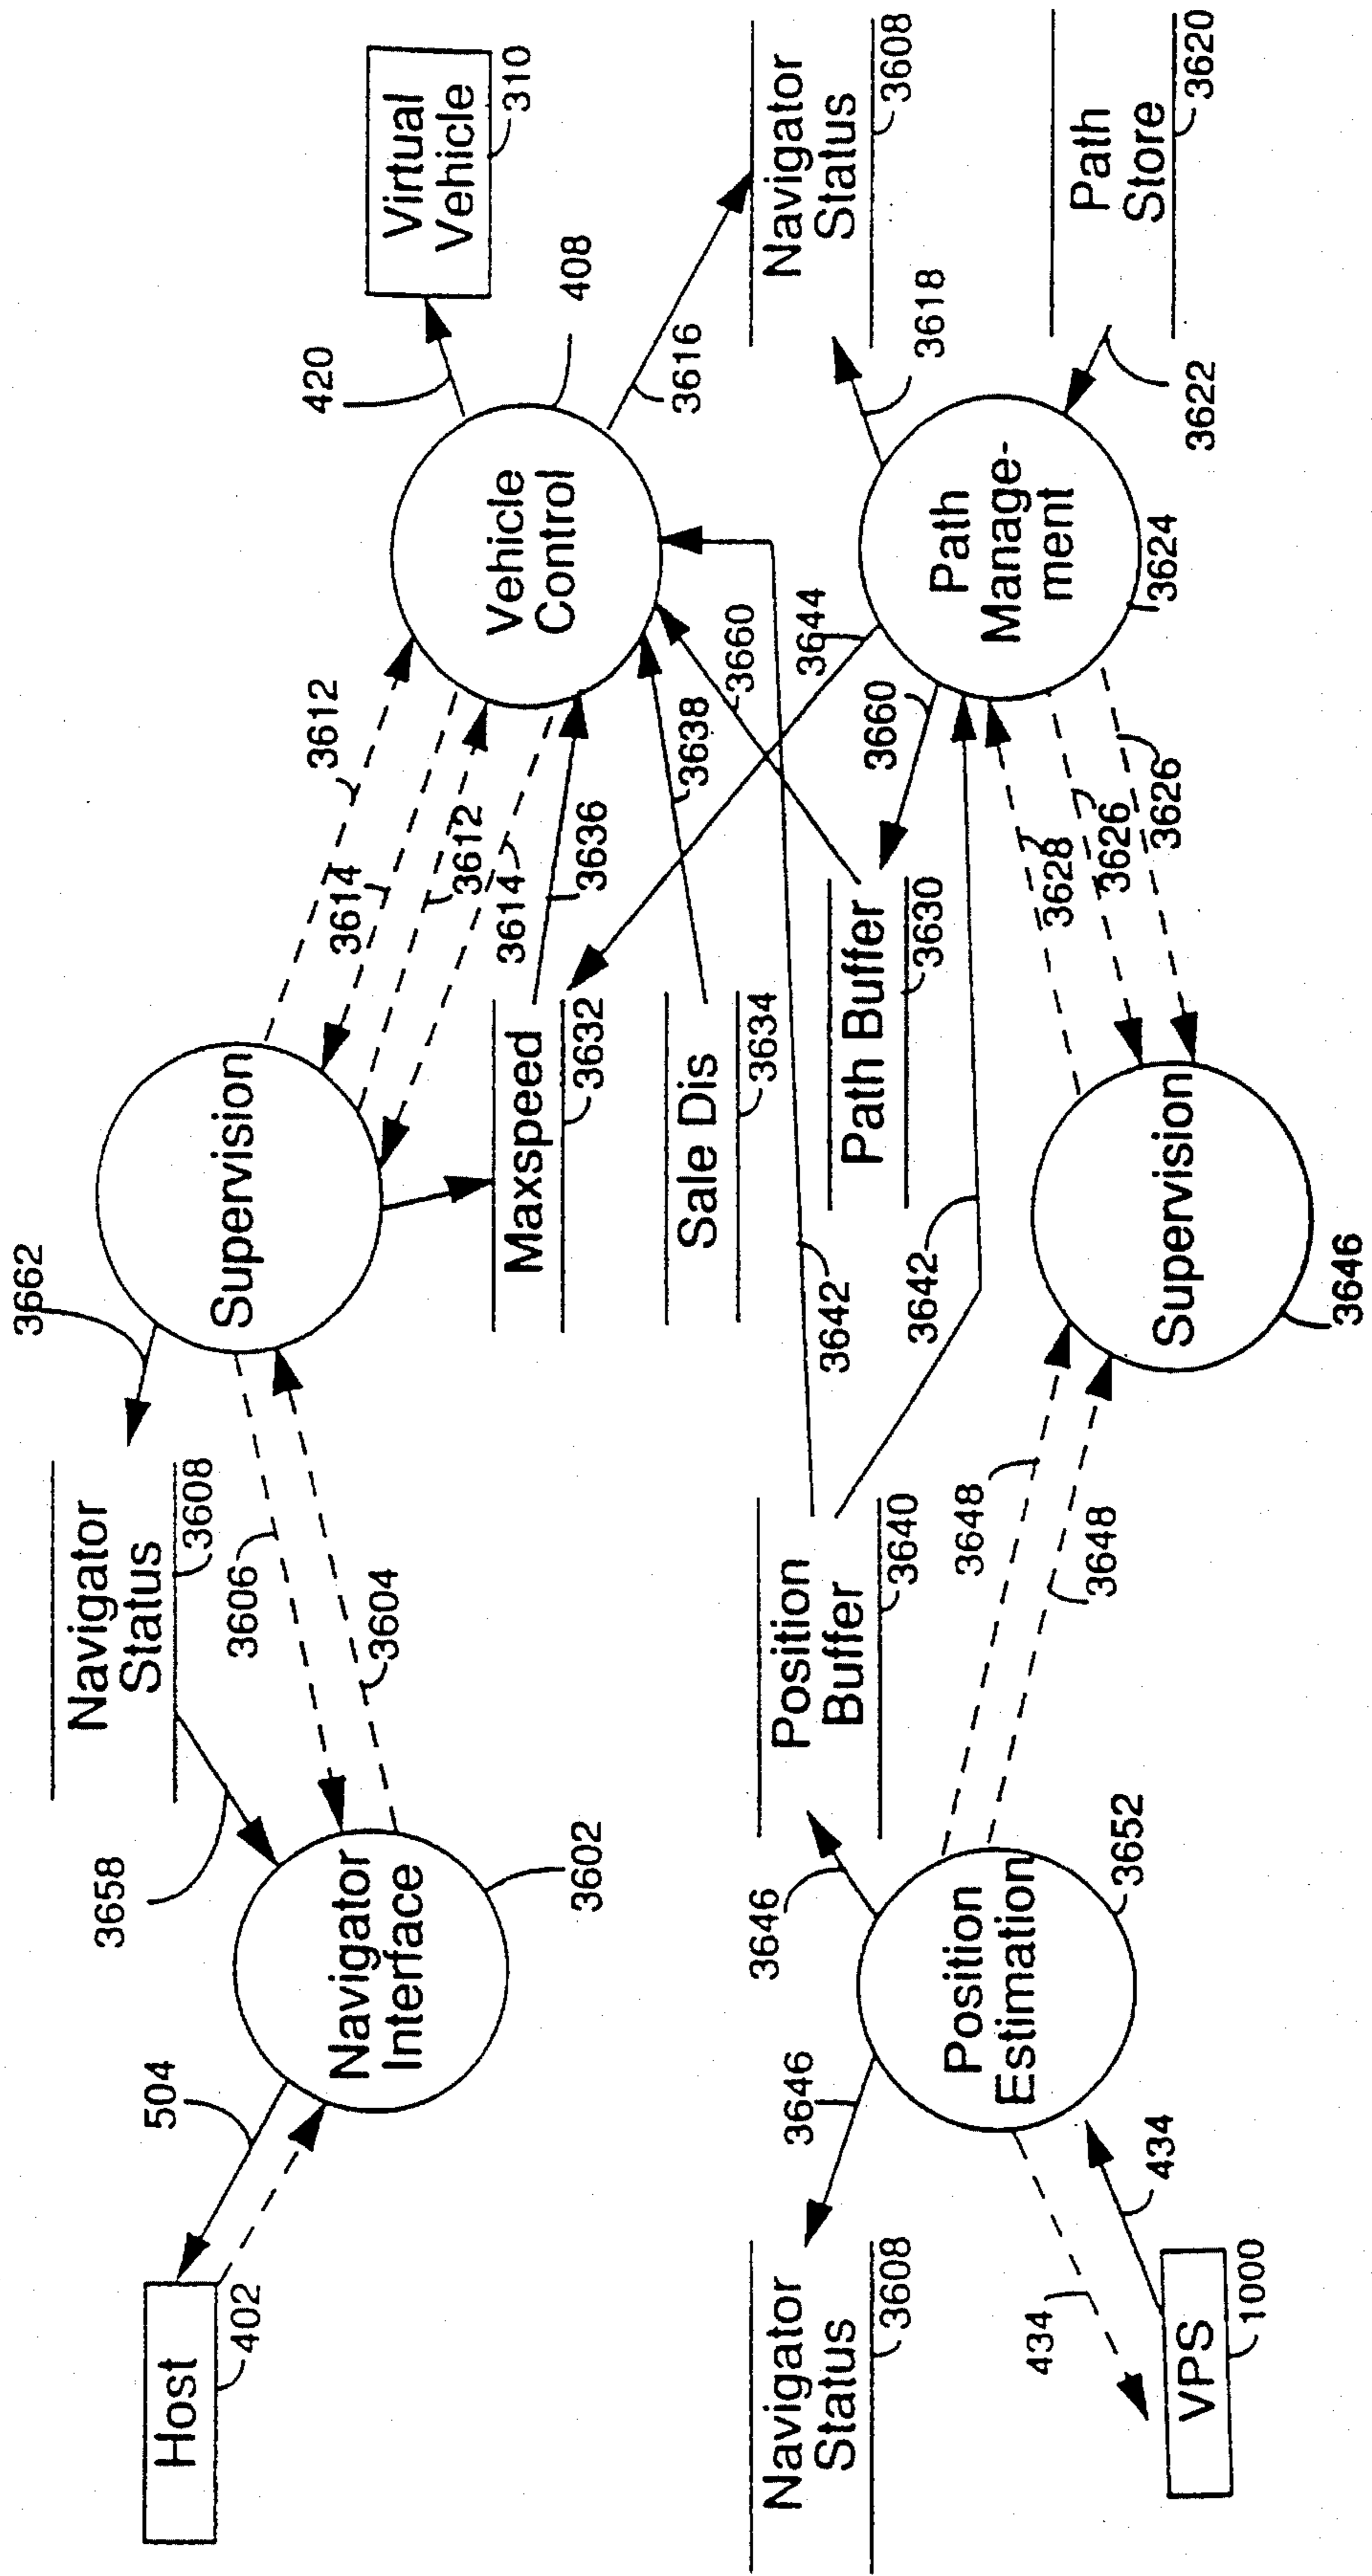 Host
402
504
Navigator
Interface
3602
3658
Navigator
Status
3608
3606
3604
3662
Supervision
3612
3614
3612
3614
Maxspeed
3632
3636
Sale Dis
3634
3638
3660
Vehicle
Control
408
420
Virtual
Vehicle
310
3616
Navigator
Status
3608
3618
Path
Store
3620
3622
Path
Manage-
ment
3624
3644
3660
Path Buffer
3630
3642
3642
3628
3626
3626
Supervision
3646
3648
3648
Position
Buffer
3640
3646
3646
Position
Estimation
3652
Navigator
Status
3608
434
434
VPS
1000